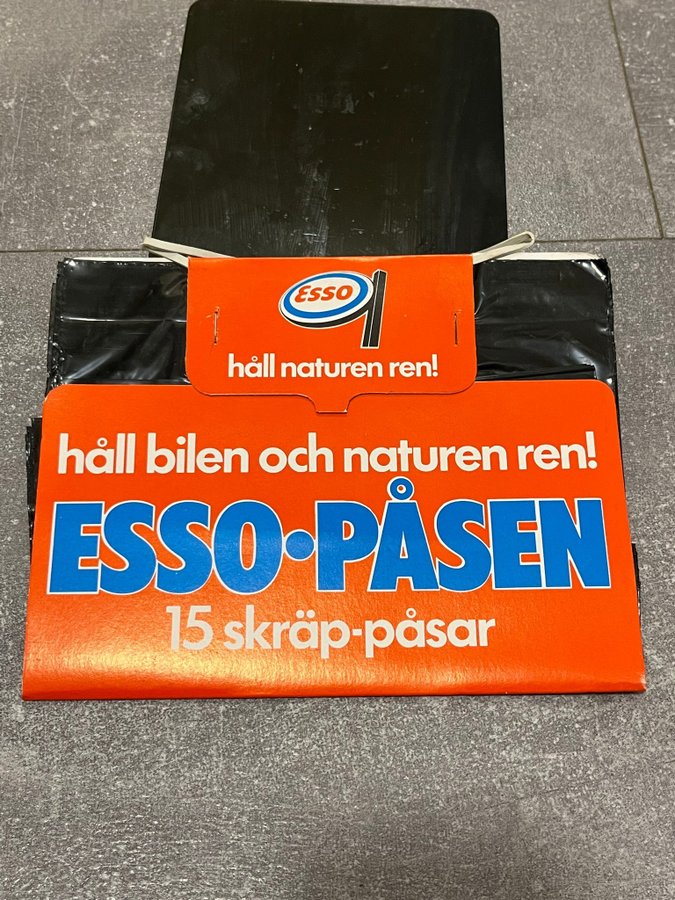 Esso
håll naturen ren!
håll bilen och naturen ren!
ESSO•PÅSEN
15 skräp-påsar